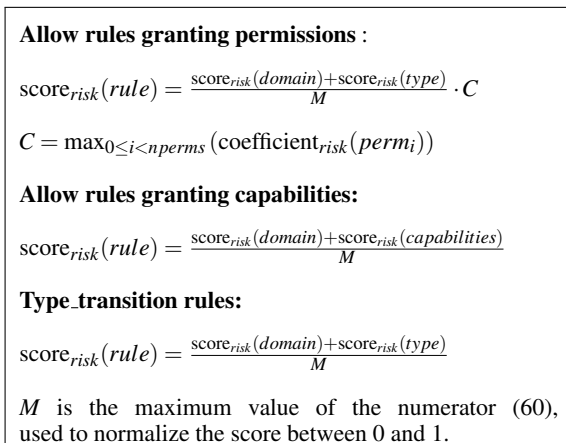 Allow rules granting permissions :
score_risk(rule) = (score_risk(domain)+score_risk(type))/M · C
C = max_{0≤i<nperms}(coefficient_risk(perm_i))
Allow rules granting capabilities:
score_risk(rule) = (score_risk(domain)+score_risk(capabilities))/M
Type_transition rules:
score_risk(rule) = (score_risk(domain)+score_risk(type))/M
M is the maximum value of the numerator (60),
used to normalize the score between 0 and 1.